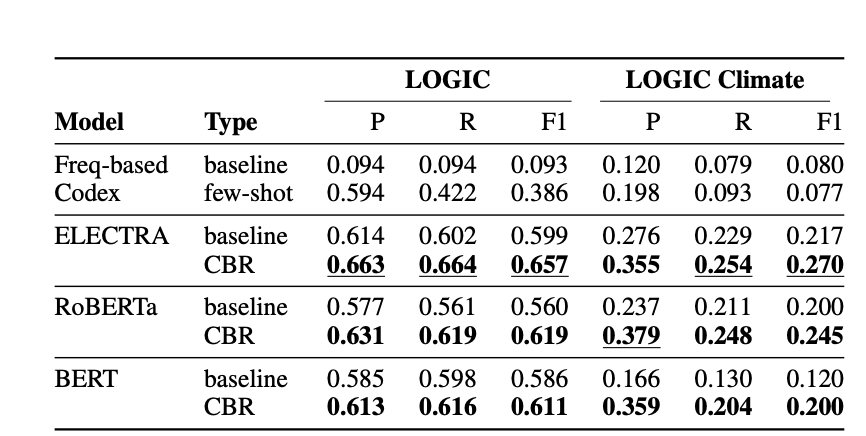 LOGIC LOGIC Climate
Model Type P R F1 P R F1
Freq-based baseline 0.094 0.094 0.093 0.120 0.079 0.080
Codex few-shot 0.594 0.422 0.386 0.198 0.093 0.077
ELECTRA baseline 0.614 0.602 0.599 0.276 0.229 0.217
CBR 0.663 0.664 0.657 0.355 0.254 0.270
RoBERTa baseline 0.577 0.561 0.560 0.237 0.211 0.200
CBR 0.631 0.619 0.619 0.379 0.248 0.245
BERT baseline 0.585 0.598 0.586 0.166 0.130 0.120
CBR 0.613 0.616 0.611 0.359 0.204 0.200